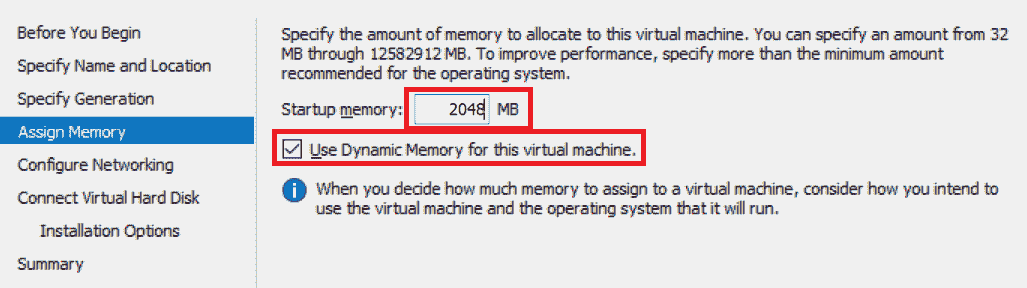 Before You Begin
Specify Name and Location
Specify Generation
Assign Memory
Configure Networking
Connect Virtual Hard Disk
Installation Options
Summary
Specify the amount of memory to allocate to this virtual machine. You can specify an amount from 32
MB through 12582912 MB. To improve performance, specify more than the minimum amount
recommended for the operating system.
Startup memory: 2048 MB
Use Dynamic Memory for this virtual machine.
When you decide how much memory to assign to a virtual machine, consider how you intend to
use the virtual machine and the operating system that it will run.